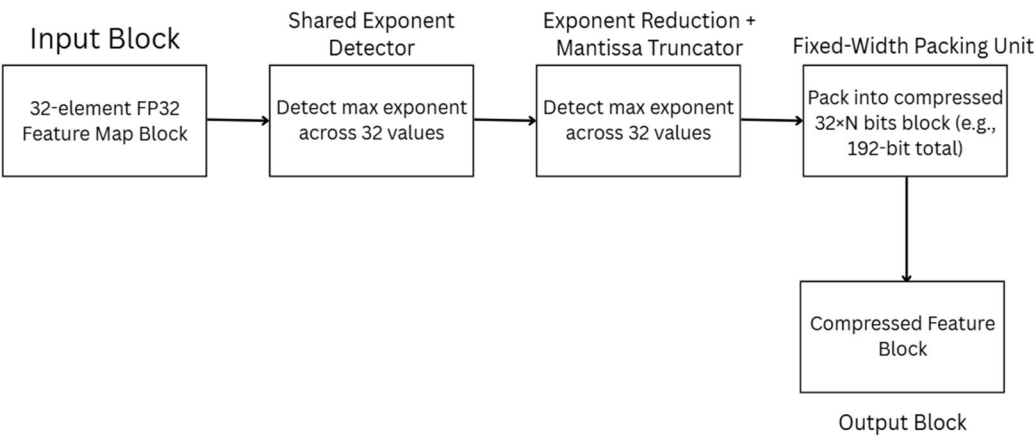 Input Block
32-element FP32
Feature Map Block
Shared Exponent
Detector
Detect max exponent
across 32 values
Exponent Reduction +
Mantissa Truncator
Detect max exponent
across 32 values
Fixed-Width Packing Unit
Pack into compressed
32×N bits block (e.g.,
192-bit total)
Compressed Feature
Block
Output Block